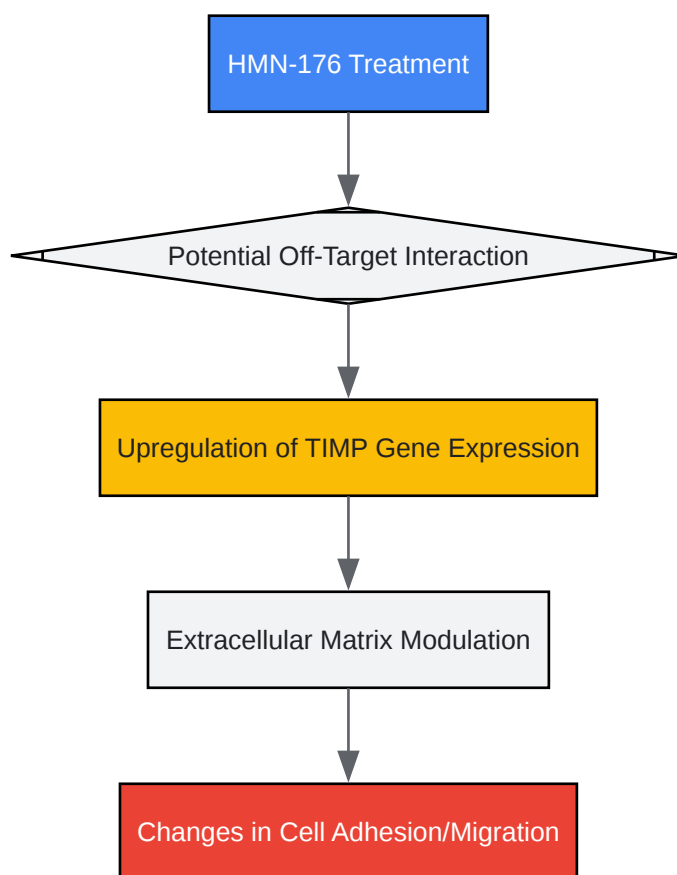 HMN-176 Treatment
Potential Off-Target Interaction
Upregulation of TIMP Gene Expression
Extracellular Matrix Modulation
Changes in Cell Adhesion/Migration